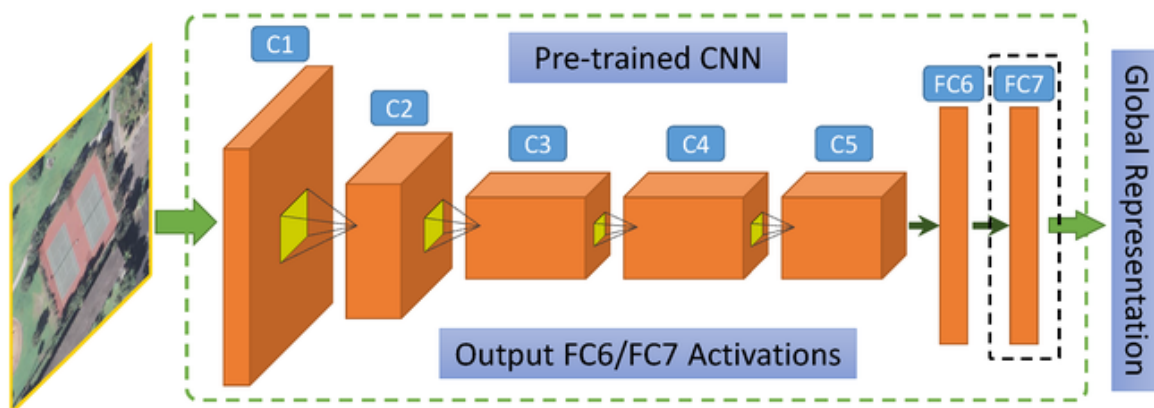 C1
Pre-trained CNN
C2
C3
C4
C5
FC6
FC7
Output FC6/FC7 Activations
Global Representation